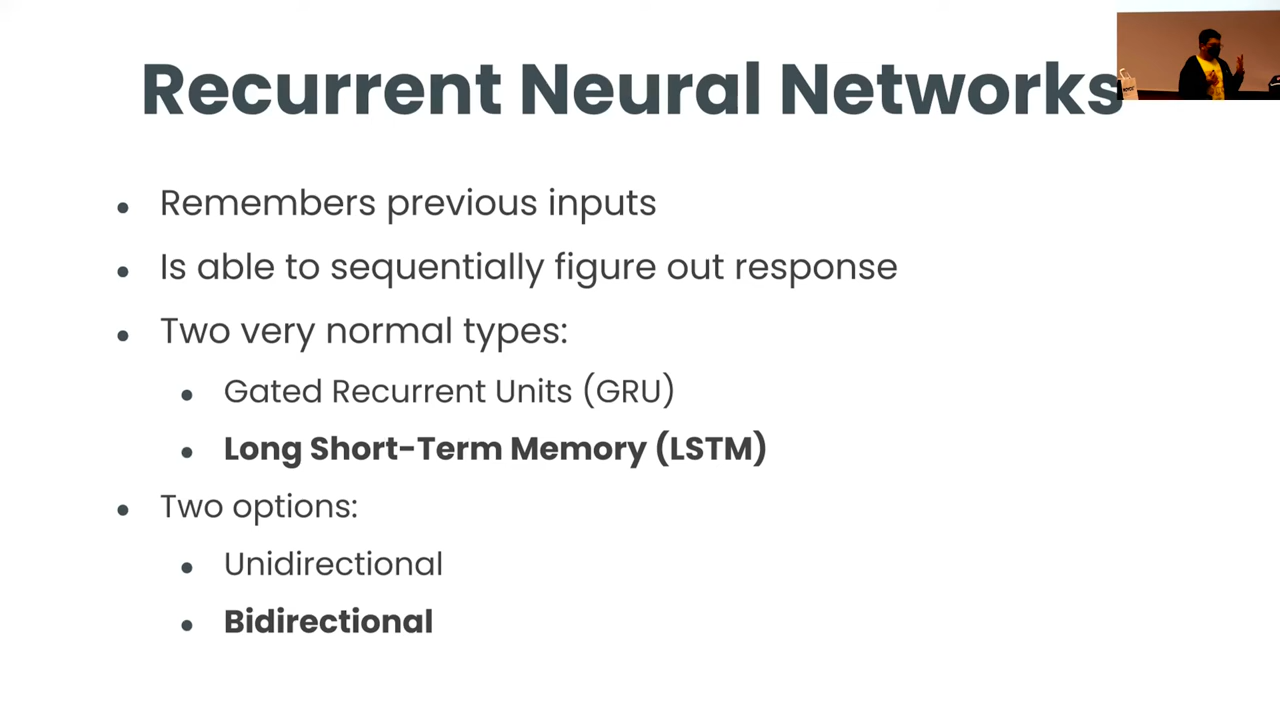 Recurrent Neural Networks
• Remembers previous inputs
• Is able to sequentially figure out response
• Two very normal types:
• Gated Recurrent Units (GRU)
• Long Short-Term Memory (LSTM)
• Two options:
• Unidirectional
• Bidirectional